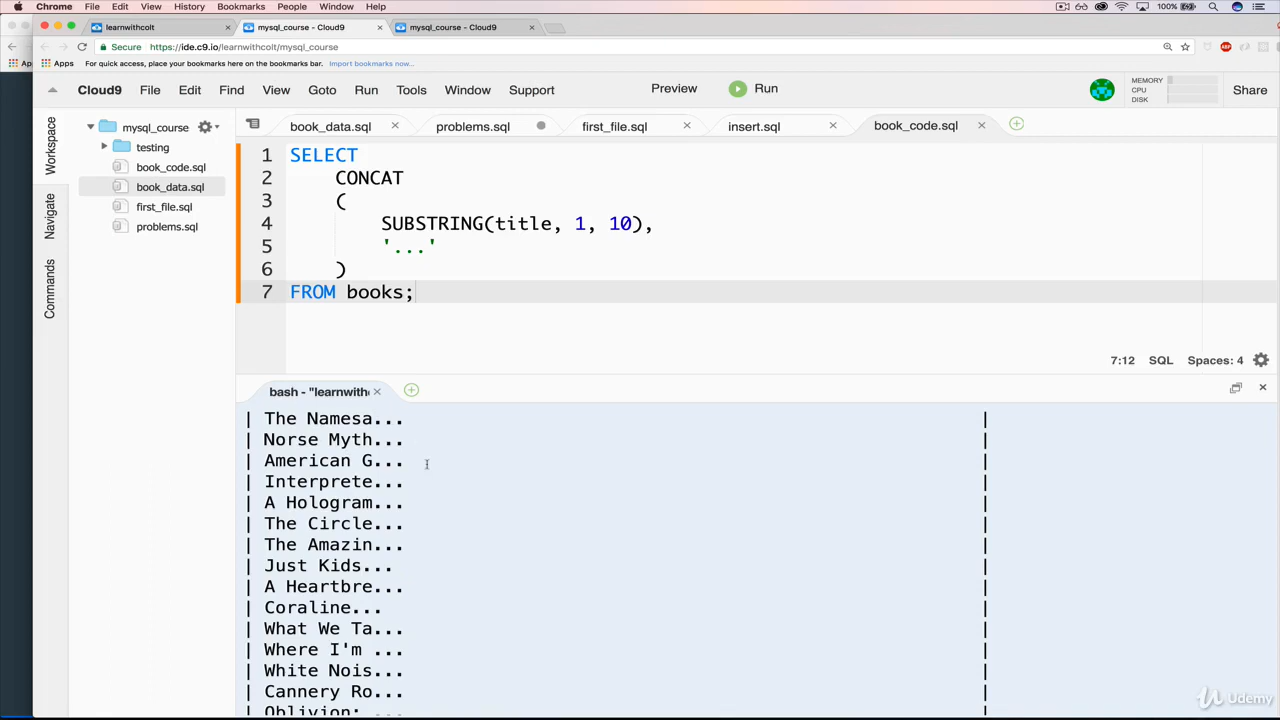 Chrome File Edit View History Bookmarks People Window Help 100%
learnwithcolt mysql_course - Cloud9 mysql_course - Cloud9
Secure https://ide.c9.io/learnwithcolt/mysql_course
Ap Apps For quick access, place your bookmarks here on the bookmarks bar. Import bookmarks now...
Cloud9 File Edit Find View Goto Run Tools Window Support Preview Run MEMORY CPU DISK Share
Workspace
Navigate
Commands
mysql_course
testing
book_code.sql
book_data.sql
first_file.sql
problems.sql
book_data.sql problems.sql first_file.sql insert.sql book_code.sql
1 SELECT
2 CONCAT
3 (
4 SUBSTRING(title, 1, 10),
5 '...'
6 )
7 FROM books;
7:12 SQL Spaces: 4
bash - "learnwith
| The Namesa... |
| Norse Myth... |
| American G... |
| Interprete... |
| A Hologram... |
| The Circle... |
| The Amazin... |
| Just Kids... |
| A Heartbre... |
| Coraline... |
| What We Ta... |
| Where I'm ... |
| White Nois... |
| Cannery Ro... |
| Oblivion: ... |
Udemy